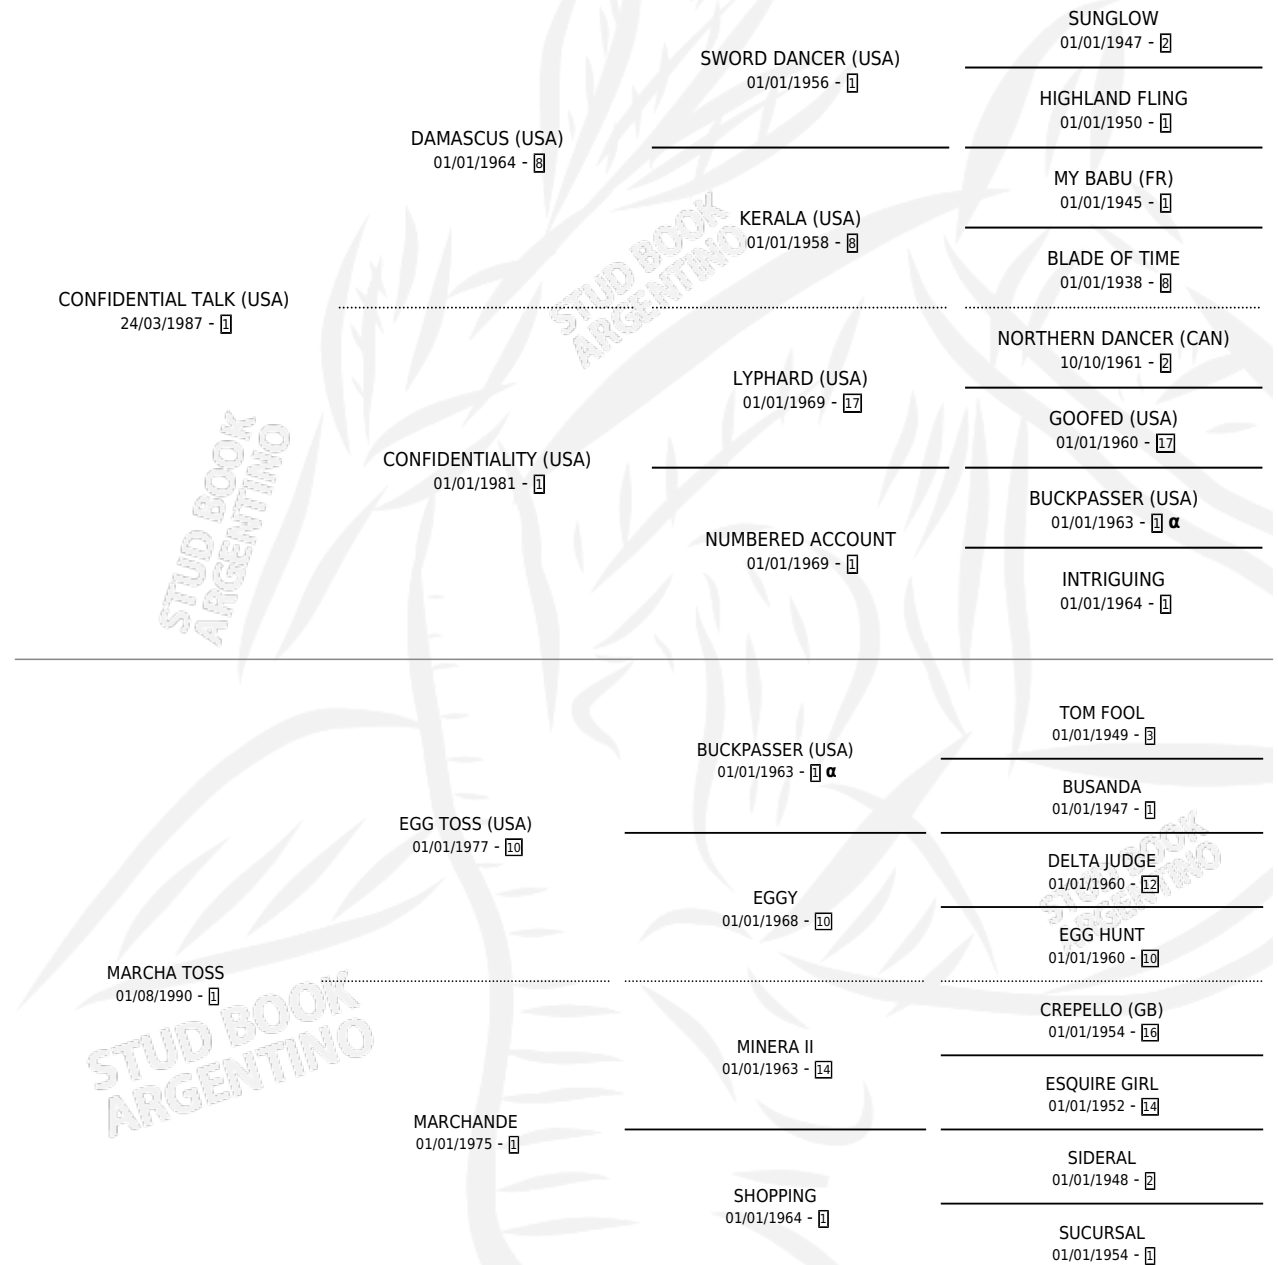 SUNGLOW
01/01/1947 - 2
SWORD DANCER (USA)
01/01/1956 - 1
HIGHLAND FLING
01/01/1950 - 1
DAMASCUS (USA)
01/01/1964 - 8
MY BABU (FR)
01/01/1945 - 1
KERALA (USA)
01/01/1958 - 8
BLADE OF TIME
01/01/1938 - 8
CONFIDENTIAL TALK (USA)
24/03/1987 - 1
NORTHERN DANCER (CAN)
10/10/1961 - 2
LYPHARD (USA)
01/01/1969 - 17
GOOFED (USA)
01/01/1960 - 17
CONFIDENTIALITY (USA)
01/01/1981 - 1
BUCKPASSER (USA)
01/01/1963 - 1 α
NUMBERED ACCOUNT
01/01/1969 - 1
INTRIGUING
01/01/1964 - 1
TOM FOOL
01/01/1949 - 3
BUCKPASSER (USA)
01/01/1963 - 1 α
BUSANDA
01/01/1947 - 1
EGG TOSS (USA)
01/01/1977 - 10
DELTA JUDGE
01/01/1960 - 12
EGGY
01/01/1968 - 10
EGG HUNT
01/01/1960 - 10
MARCHA TOSS
01/08/1990 - 1
CREPELLO (GB)
01/01/1954 - 16
MINERA II
01/01/1963 - 14
ESQUIRE GIRL
01/01/1952 - 14
MARCHANDE
01/01/1975 - 1
SIDERAL
01/01/1948 - 2
SHOPPING
01/01/1964 - 1
SUCURSAL
01/01/1954 - 1
STUD BOOK
ARGENTINO
STUD BOOK
ARGENTINO
STUD BOOK
ARGENTINO
STUD BOOK
ARGENTINO